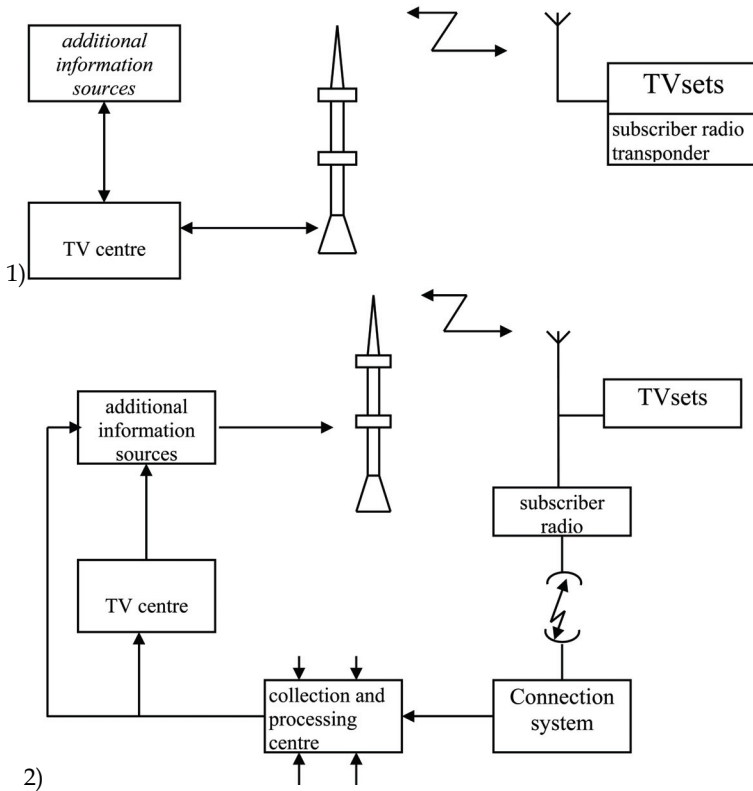 additional
information
sources
TVsets
subscriber radio
transponder
TV centre
1)
additional
information
sources
TVsets
subscriber
radio
TV centre
collection and
processing
centre
Connection
system
2)